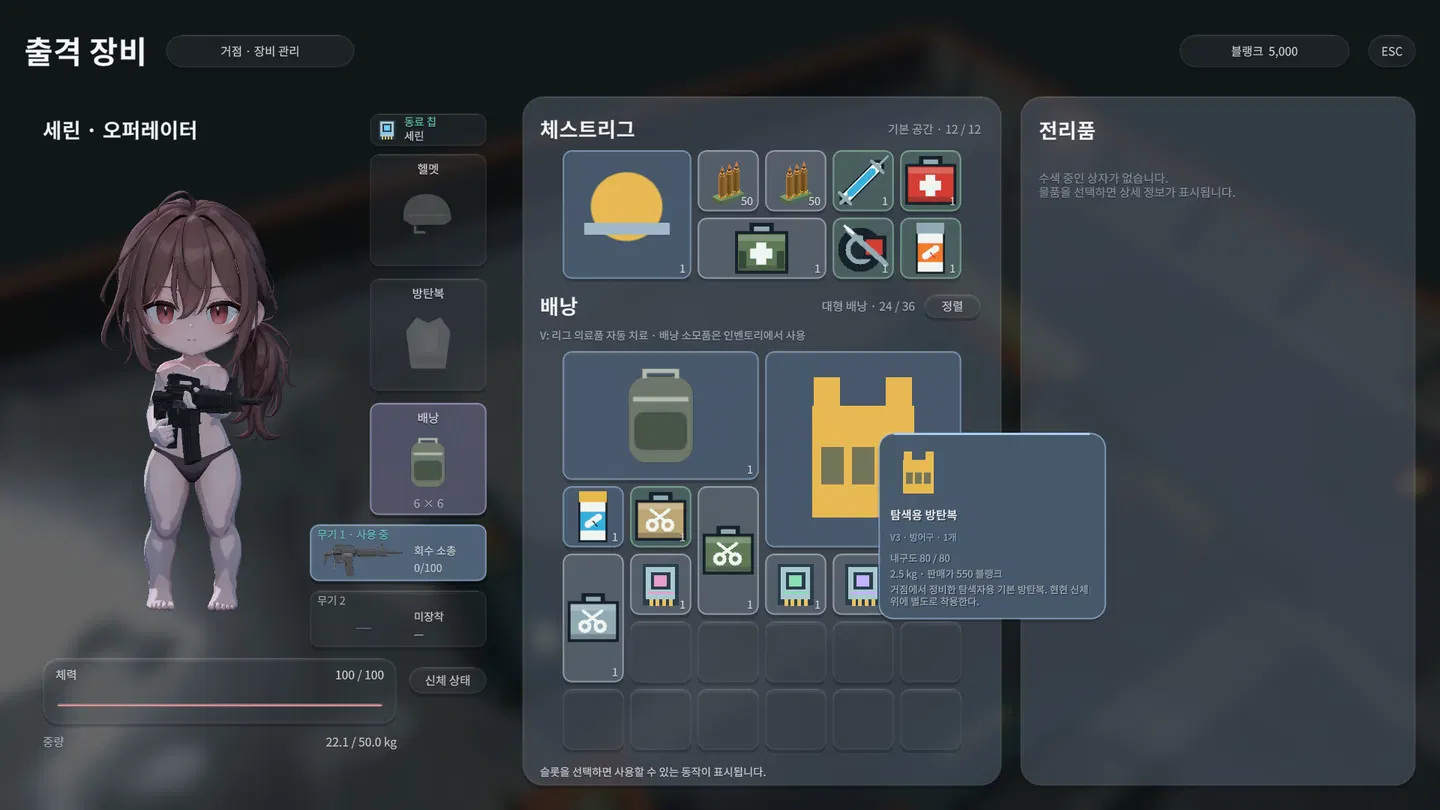 출격 장비
거점 · 장비 관리
블랭크 5,000
ESC
세린 · 오퍼레이터
동료 칩
세린
헬멧
방탄복
배낭
6 × 6
무기 1 · 사용 중
회수 소총
0/100
무기 2
미장착
—
—
체력
100 / 100
신체 상태
중량
22.1 / 50.0 kg
체스트리그
기본 공간 · 12 / 12
1
50
50
1
1
1
1
1
배낭
대형 배낭 · 24 / 36
정렬
V: 리그 의료품 자동 치료 · 배낭 소모품은 인벤토리에서 사용
1
1
1
1
1
1
1
1
탐색용 방탄복
V3 · 방어구 · 1개
내구도 80 / 80
2.5 kg · 판매가 550 블랭크
거점에서 정비한 탐색자용 기본 방탄복. 현현 신체
위에 별도로 착용한다.
슬롯을 선택하면 사용할 수 있는 동작이 표시됩니다.
전리품
수색 중인 상자가 없습니다.
물품을 선택하면 상세 정보가 표시됩니다.